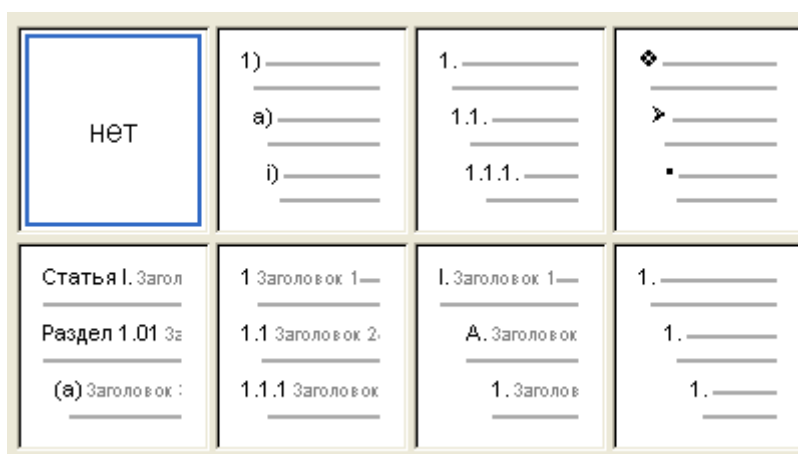 нет
1)
a)
i)
1.
1.1.
1.1.1.
Статья I. Загол
Раздел 1.01 За
(a) Заголовок
1 Заголовок 1
1.1 Заголовок 2
1.1.1 Заголовок
I. Заголовок 1
A. Заголовок
1. Заголов
1.
1.
1.